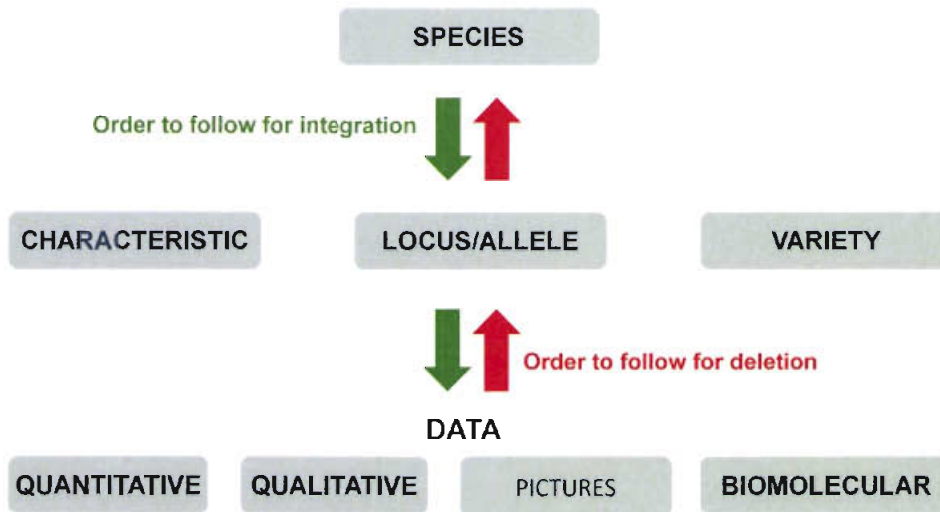 SPECIES
Order to follow for integration
CHARACTERISTIC
LOCUS/ALLELE
VARIETY
Order to follow for deletion
DATA
QUANTITATIVE
QUALITATIVE
PICTURES
BIOMOLECULAR